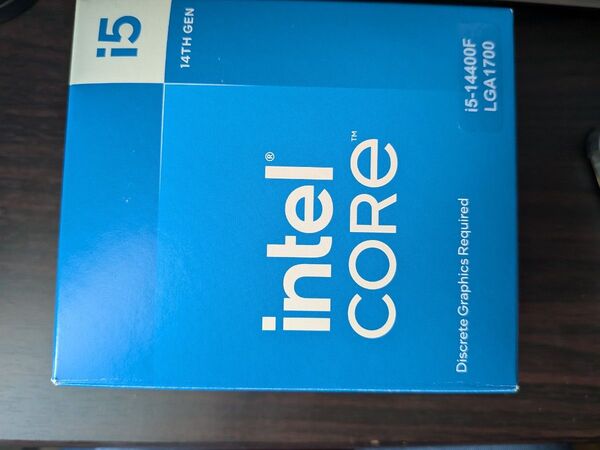 i5
14TH GEN
i5-14400F
LGA1700
intel®
CORE™
Discrete Graphics Required